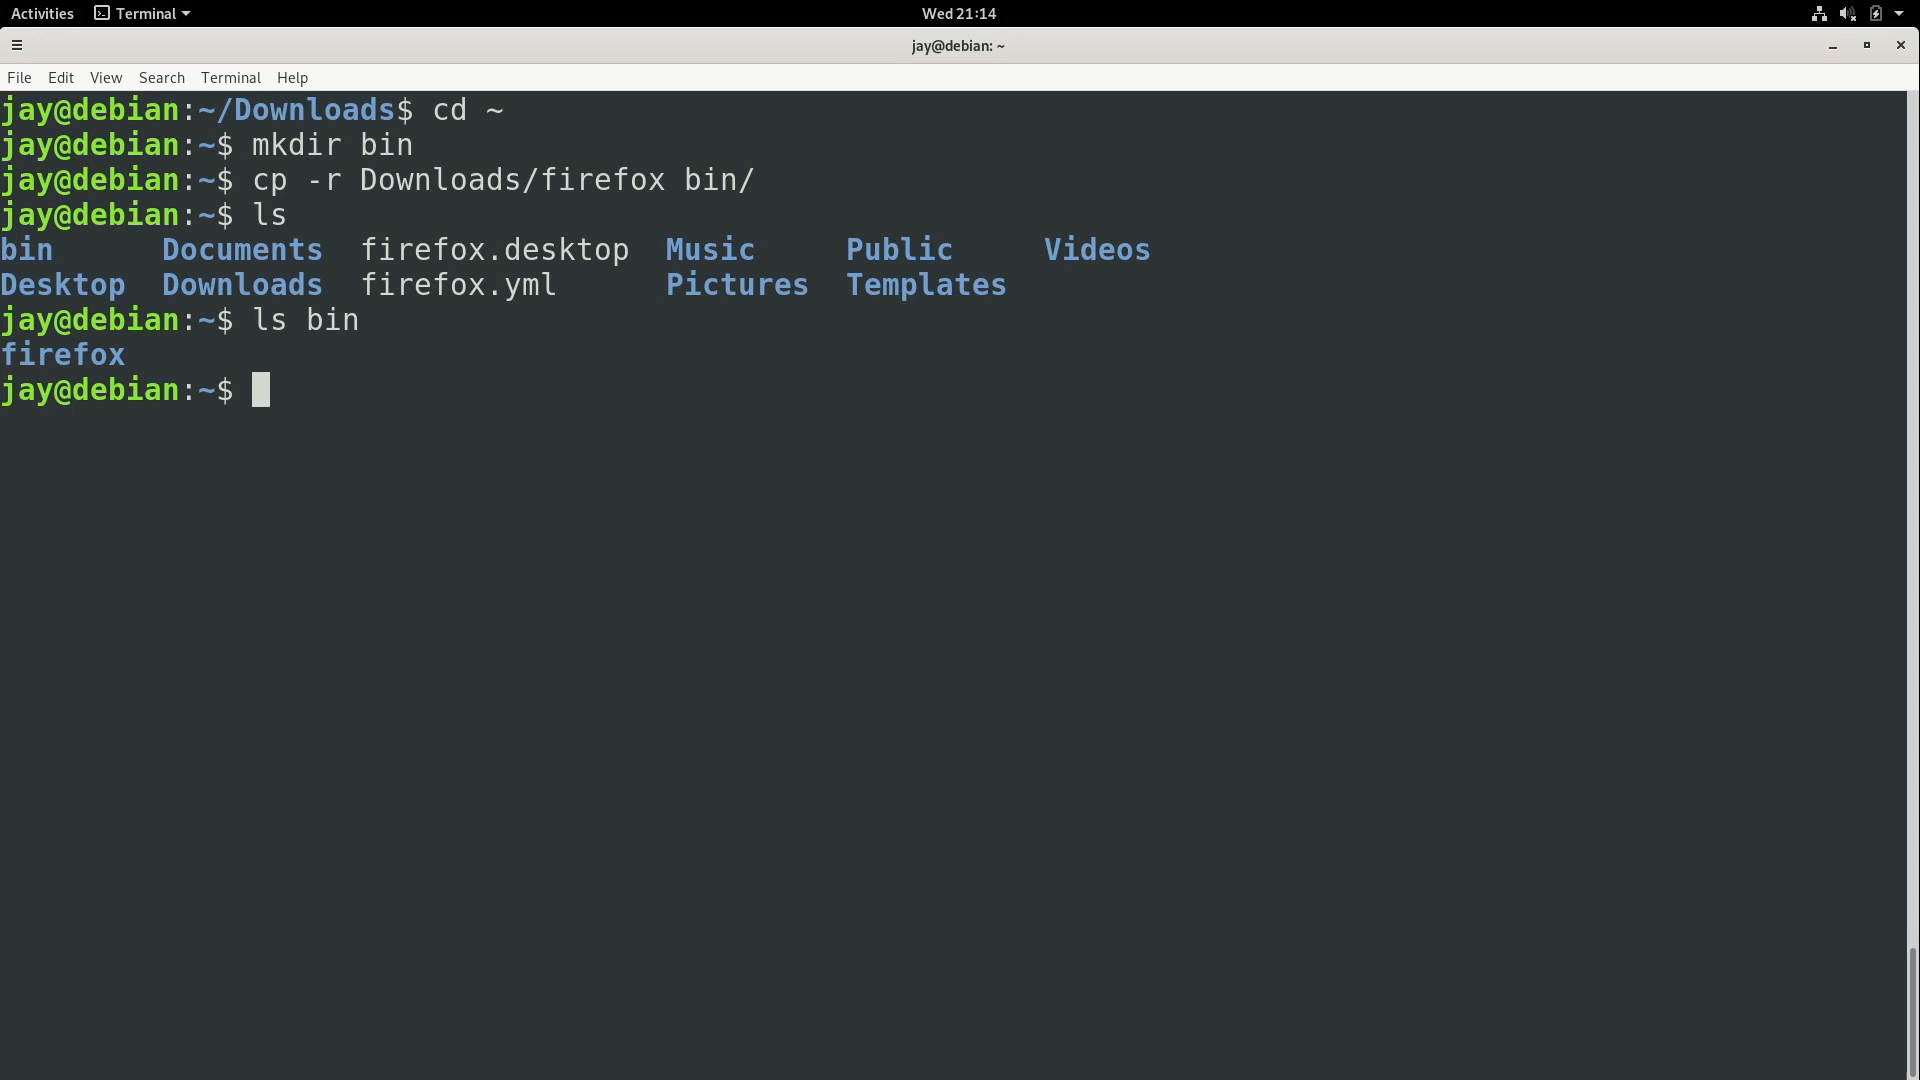 Activities Terminal Wed 21:14
jay@debian: ~
File Edit View Search Terminal Help
jay@debian:~/Downloads$ cd ~
jay@debian:~$ mkdir bin
jay@debian:~$ cp -r Downloads/firefox bin/
jay@debian:~$ ls
bin Documents firefox.desktop Music Public Videos
Desktop Downloads firefox.yml Pictures Templates
jay@debian:~$ ls bin
firefox
jay@debian:~$